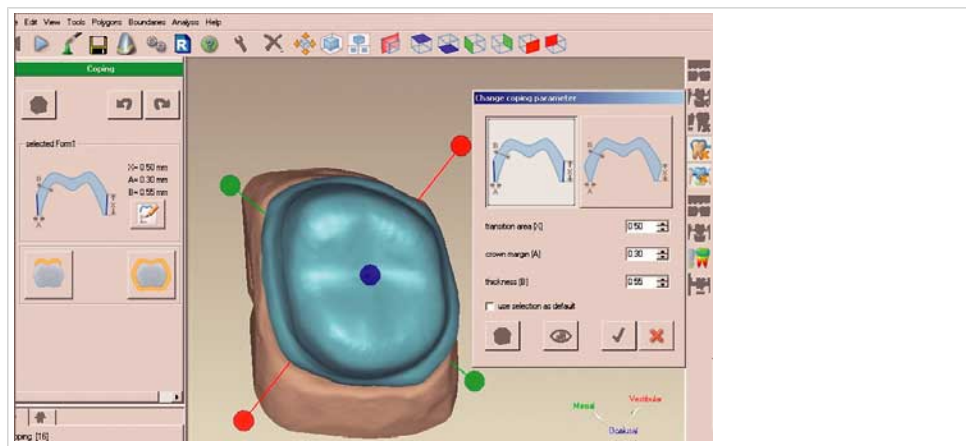 Edit View Tools Polygons Boundaries Analysis Help
R
?
Coping
selected Form1
X= 0.50 mm
A= 0.30 mm
B= 0.55 mm
B
A
X
Change coping parameter
B
A
X
B
A
transition area [X] 0.50
crown margin [A] 0.30
thickness [B] 0.55
use selection as default
Mesial
Vestibular
Occlusal
oping [16]